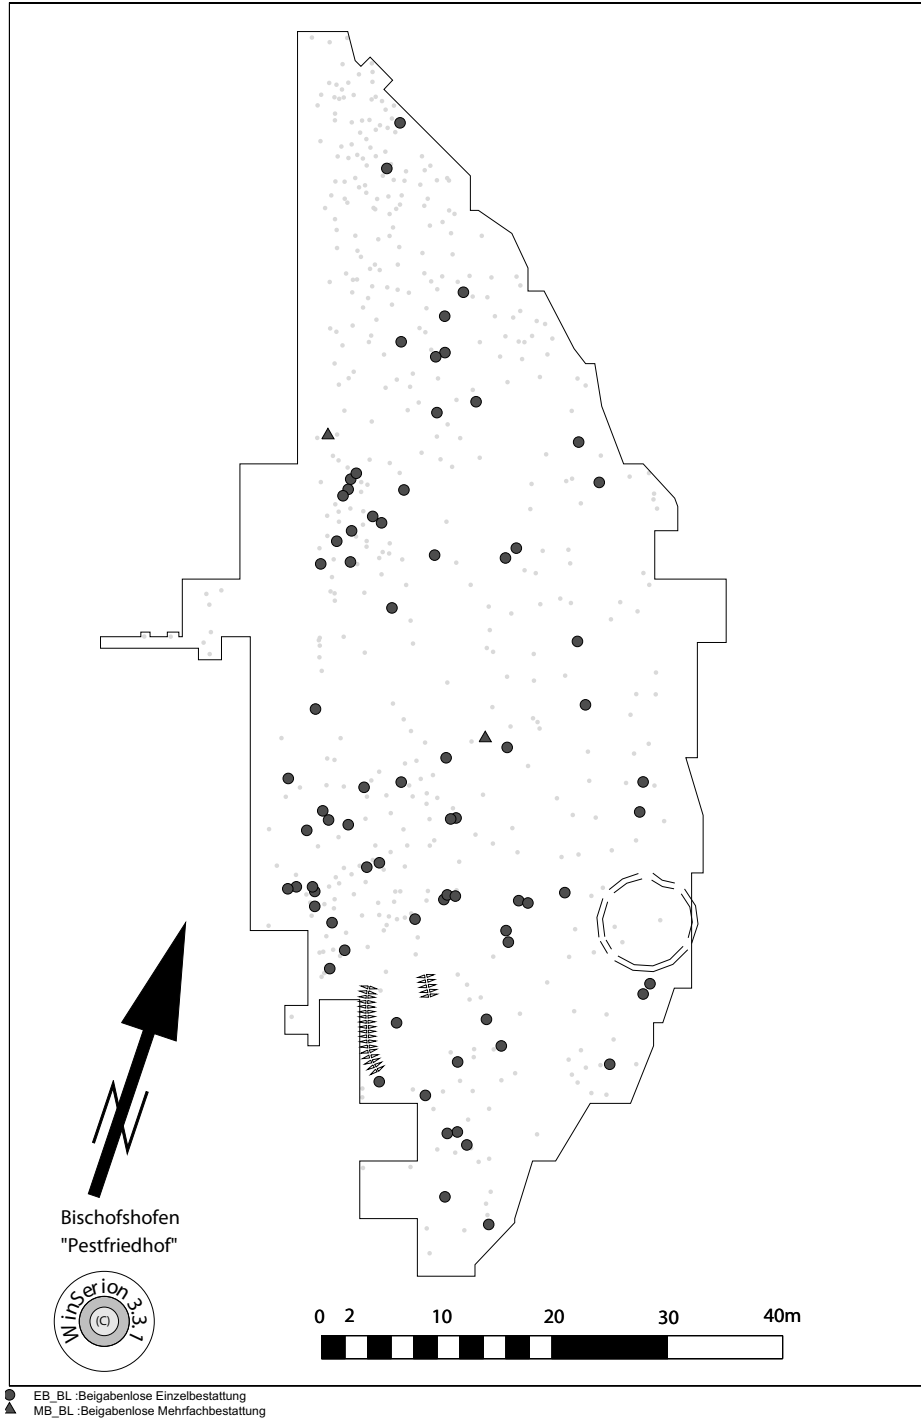 Bischofshofen
"Pestfriedhof"
WinSerion 3.3.1
(C)
0 2 10 20 30 40m
EB_BL :Beigabenlose Einzelbestattung
MB_BL :Beigabenlose Mehrfachbestattung